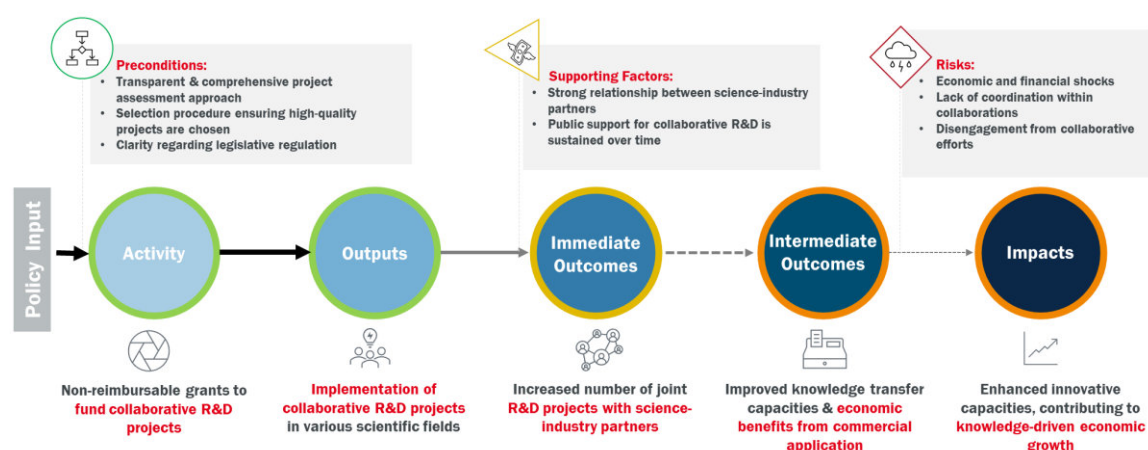 Preconditions:
• Transparent & comprehensive project
assessment approach
• Selection procedure ensuring high-quality
projects are chosen
• Clarity regarding legislative regulation
Supporting Factors:
• Strong relationship between science-industry
partners
• Public support for collaborative R&D is
sustained over time
Risks:
• Economic and financial shocks
• Lack of coordination within
collaborations
• Disengagement from collaborative
efforts
Policy Input
Activity
Outputs
Immediate
Outcomes
Intermediate
Outcomes
Impacts
Non-reimbursable grants to
fund collaborative R&D
projects
Implementation of
collaborative R&D projects
in various scientific fields
Increased number of joint
R&D projects with science-
industry partners
Improved knowledge transfer
capacities & economic
benefits from commercial
application
Enhanced innovative
capacities, contributing to
knowledge-driven economic
growth